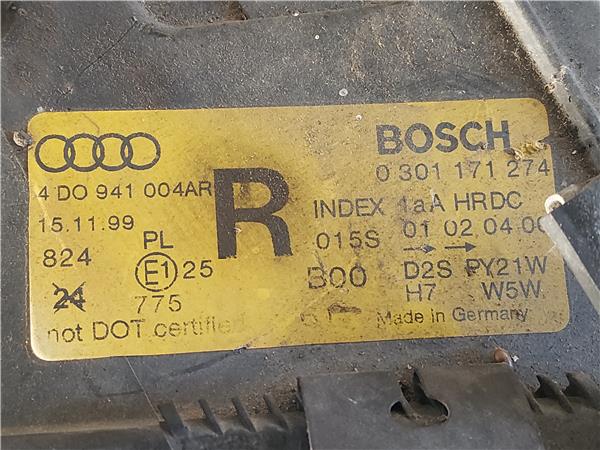 BOSCH
4 DO 941 004AR
R
0 301 171 274
15.11.99
INDEX 1aA HRDC
824
PL
015S
01 02 04 00
E1 25
B00
D2S PY21W
24
775
H7 W5W
not DOT certified
Made in Germany